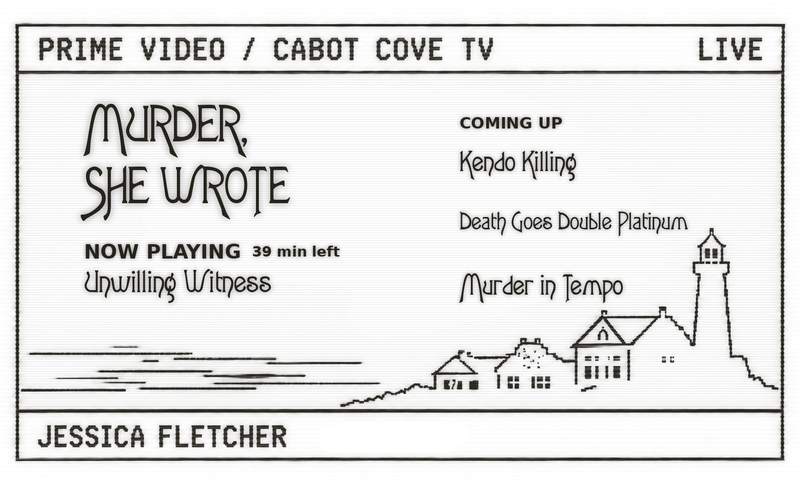 PRIME VIDEO / CABOT COVE TV LIVE
MURDER,
SHE WROTE
NOW PLAYING 39 min left
Unwilling Witness
COMING UP
Kendo Killing
Death Goes Double Platinum
Murder in Tempo
JESSICA FLETCHER